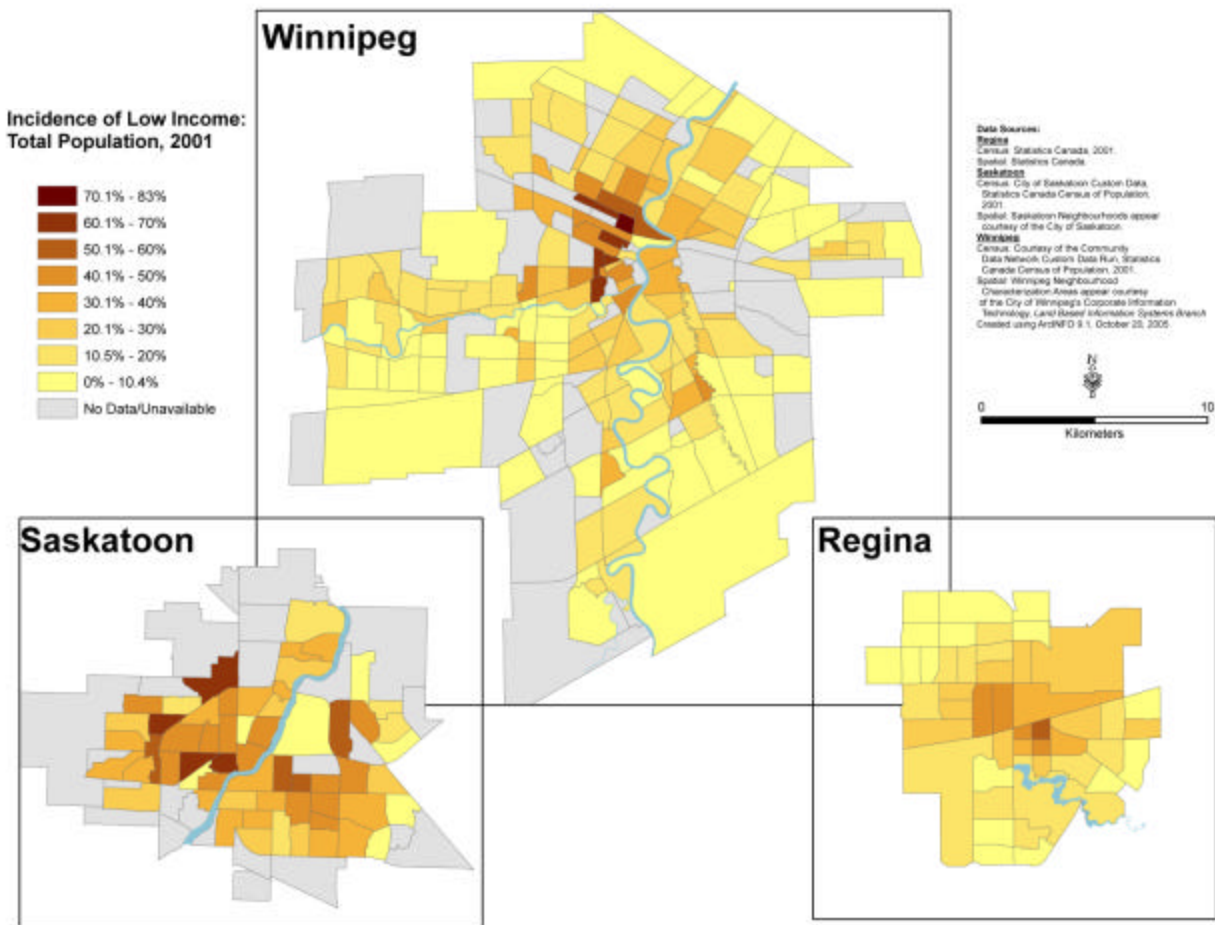 Winnipeg
Incidence of Low Income:
Total Population, 2001
70.1% - 83%
60.1% - 70%
50.1% - 60%
40.1% - 50%
30.1% - 40%
20.1% - 30%
10.5% - 20%
0% - 10.4%
No Data/Unavailable
Data Sources:
Regina
Census: Statistics Canada, 2001.
Spatial: Statistics Canada.
Saskatoon
Census: City of Saskatoon Custom Data,
Statistics Canada Census of Population,
2001.
Spatial: Saskatoon Neighbourhoods appear
courtesy of the City of Saskatoon.
Winnipeg
Census: Courtesy of the Community
Data Network Custom Data Run, Statistics
Canada Census of Population, 2001.
Spatial: Winnipeg Neighbourhood
Characterization Areas appear courtesy
of the City of Winnipeg's Corporate Information
Technology, Land Based Information Systems Branch
Created using ArcINFO 9.1, October 20, 2005.
N
0 10
Kilometers
Saskatoon
Regina